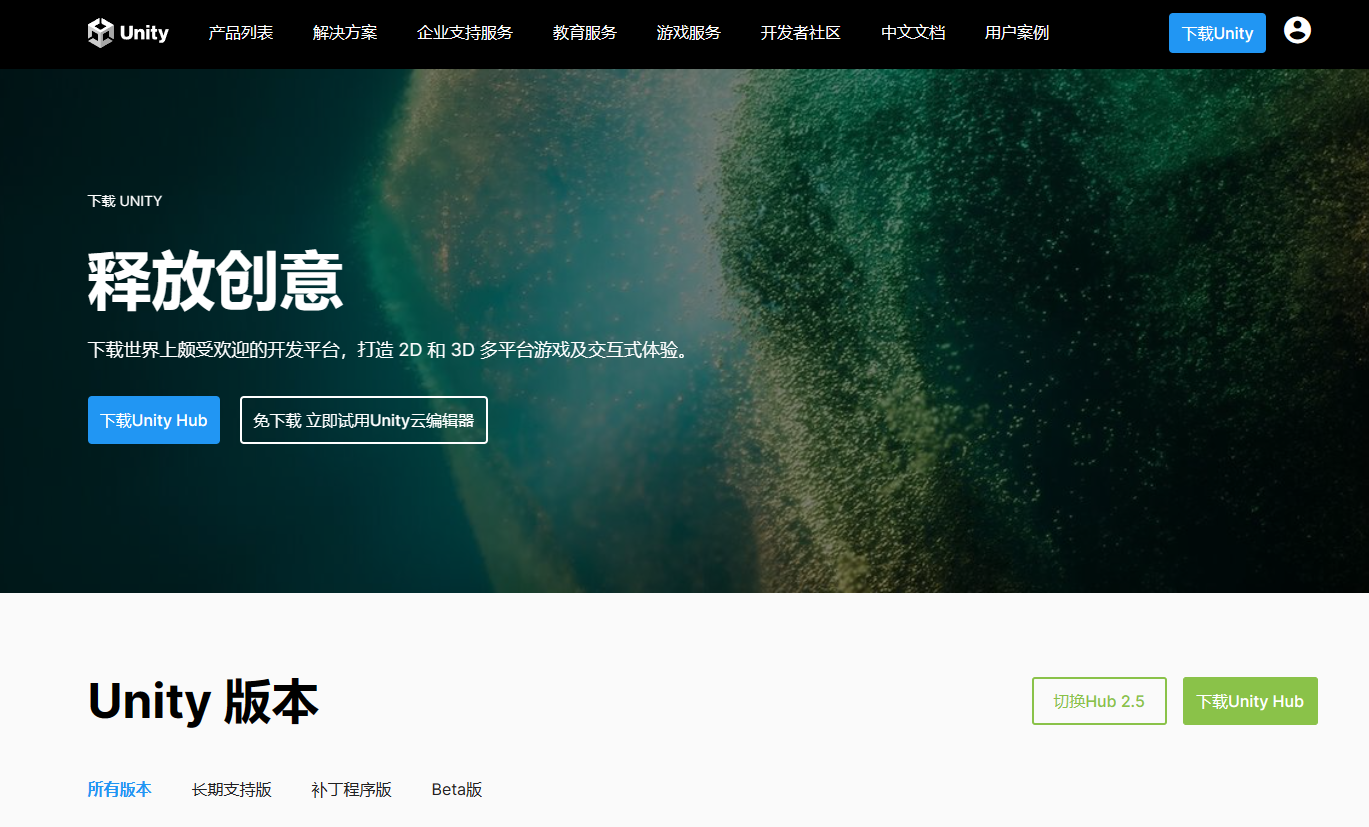 Unity 产品列表 解决方案 企业支持服务 教育服务 游戏服务 开发者社区 中文文档 用户案例 下载Unity
下载 UNITY
释放创意
下载世界上颇受欢迎的开发平台，打造 2D 和 3D 多平台游戏及交互式体验。
下载Unity Hub 免下载 立即试用Unity云编辑器
Unity 版本 切换Hub 2.5 下载Unity Hub
所有版本 长期支持版 补丁程序版 Beta版